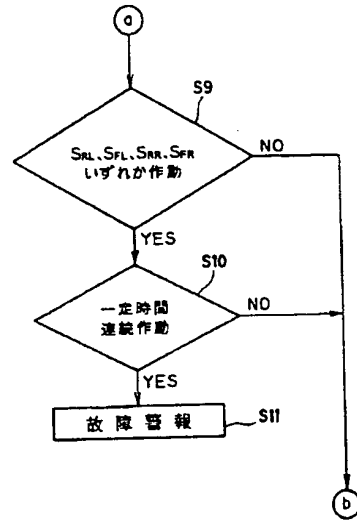 a
S9
SRL、SFL、SRR、SFR
いずれか作動
NO
YES
S10
一定時間
連続作動
NO
YES
故障警報
S11
b